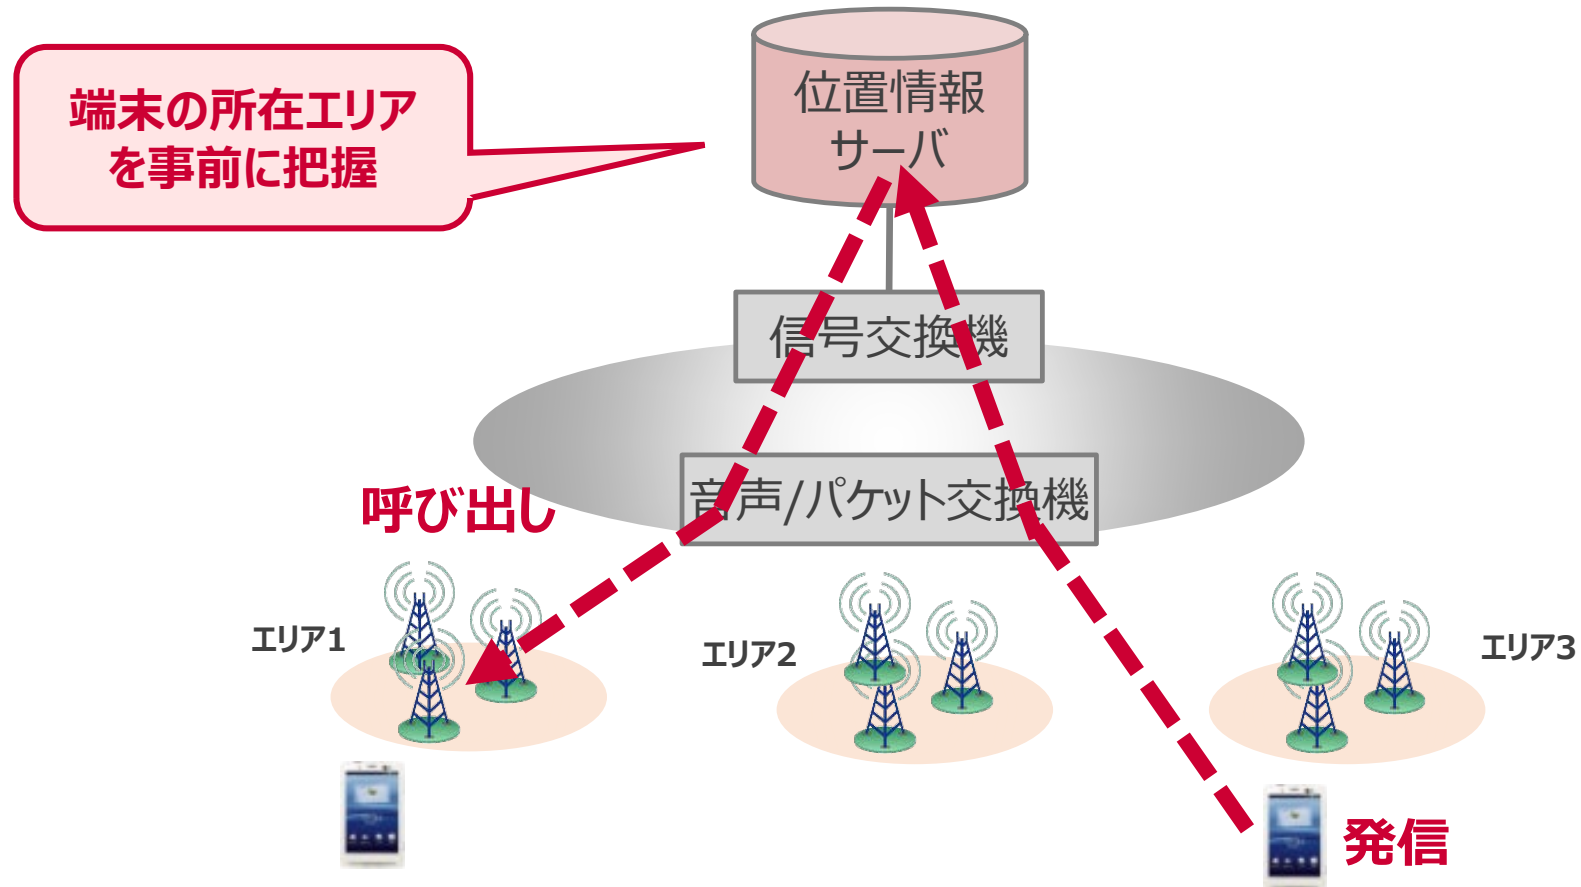 端末の所在エリア
を事前に把握
位置情報
サーバ
信号交換機
音声/パケット交換機
呼び出し
エリア1
エリア2
エリア3
発信